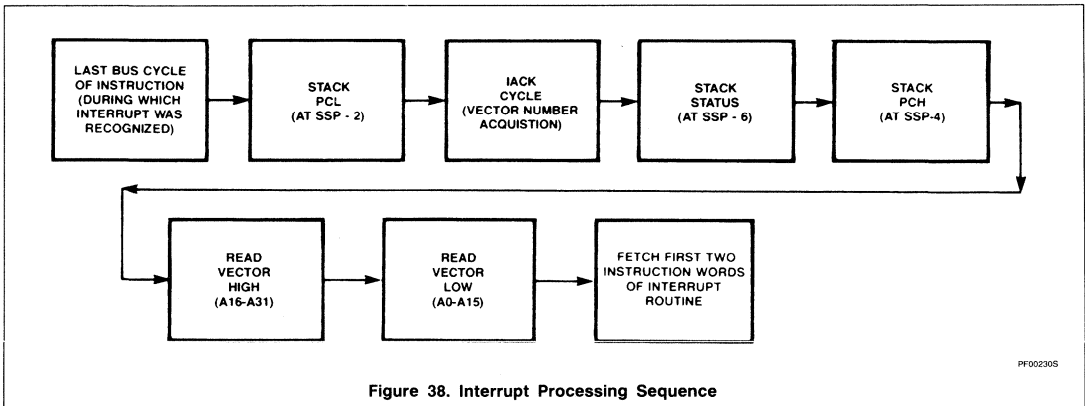 LAST BUS CYCLE
OF INSTRUCTION
(DURING WHICH
INTERRUPT WAS
RECOGNIZED)
STACK
PCL
(AT SSP - 2)
IACK
CYCLE
(VECTOR NUMBER
ACQUISTION)
STACK
STATUS
(AT SSP - 6)
STACK
PCH
(AT SSP-4)
READ
VECTOR
HIGH
(A16-A31)
READ
VECTOR
LOW
(A0-A15)
FETCH FIRST TWO
INSTRUCTION WORDS
OF INTERRUPT
ROUTINE
PF00230S
Figure 38. Interrupt Processing Sequence